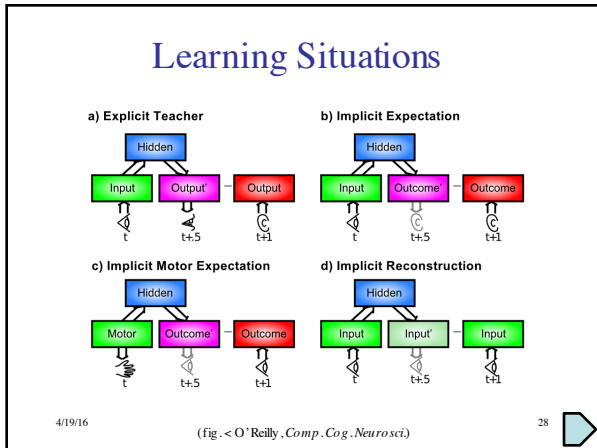 Learning Situations
a) Explicit Teacher
Hidden
Input Output' – Output
t t+.5 t+1
b) Implicit Expectation
Hidden
Input Outcome' – Outcome
t t+.5 t+1
c) Implicit Motor Expectation
Hidden
Motor Outcome' – Outcome
t t+.5 t+1
d) Implicit Reconstruction
Hidden
Input Input' – Input
t t+.5 t+1
4/19/16
(fig. < O'Reilly, Comp. Cog. Neurosci.)
28